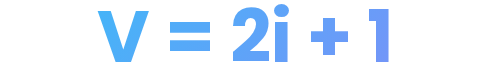 V = 2i + 1